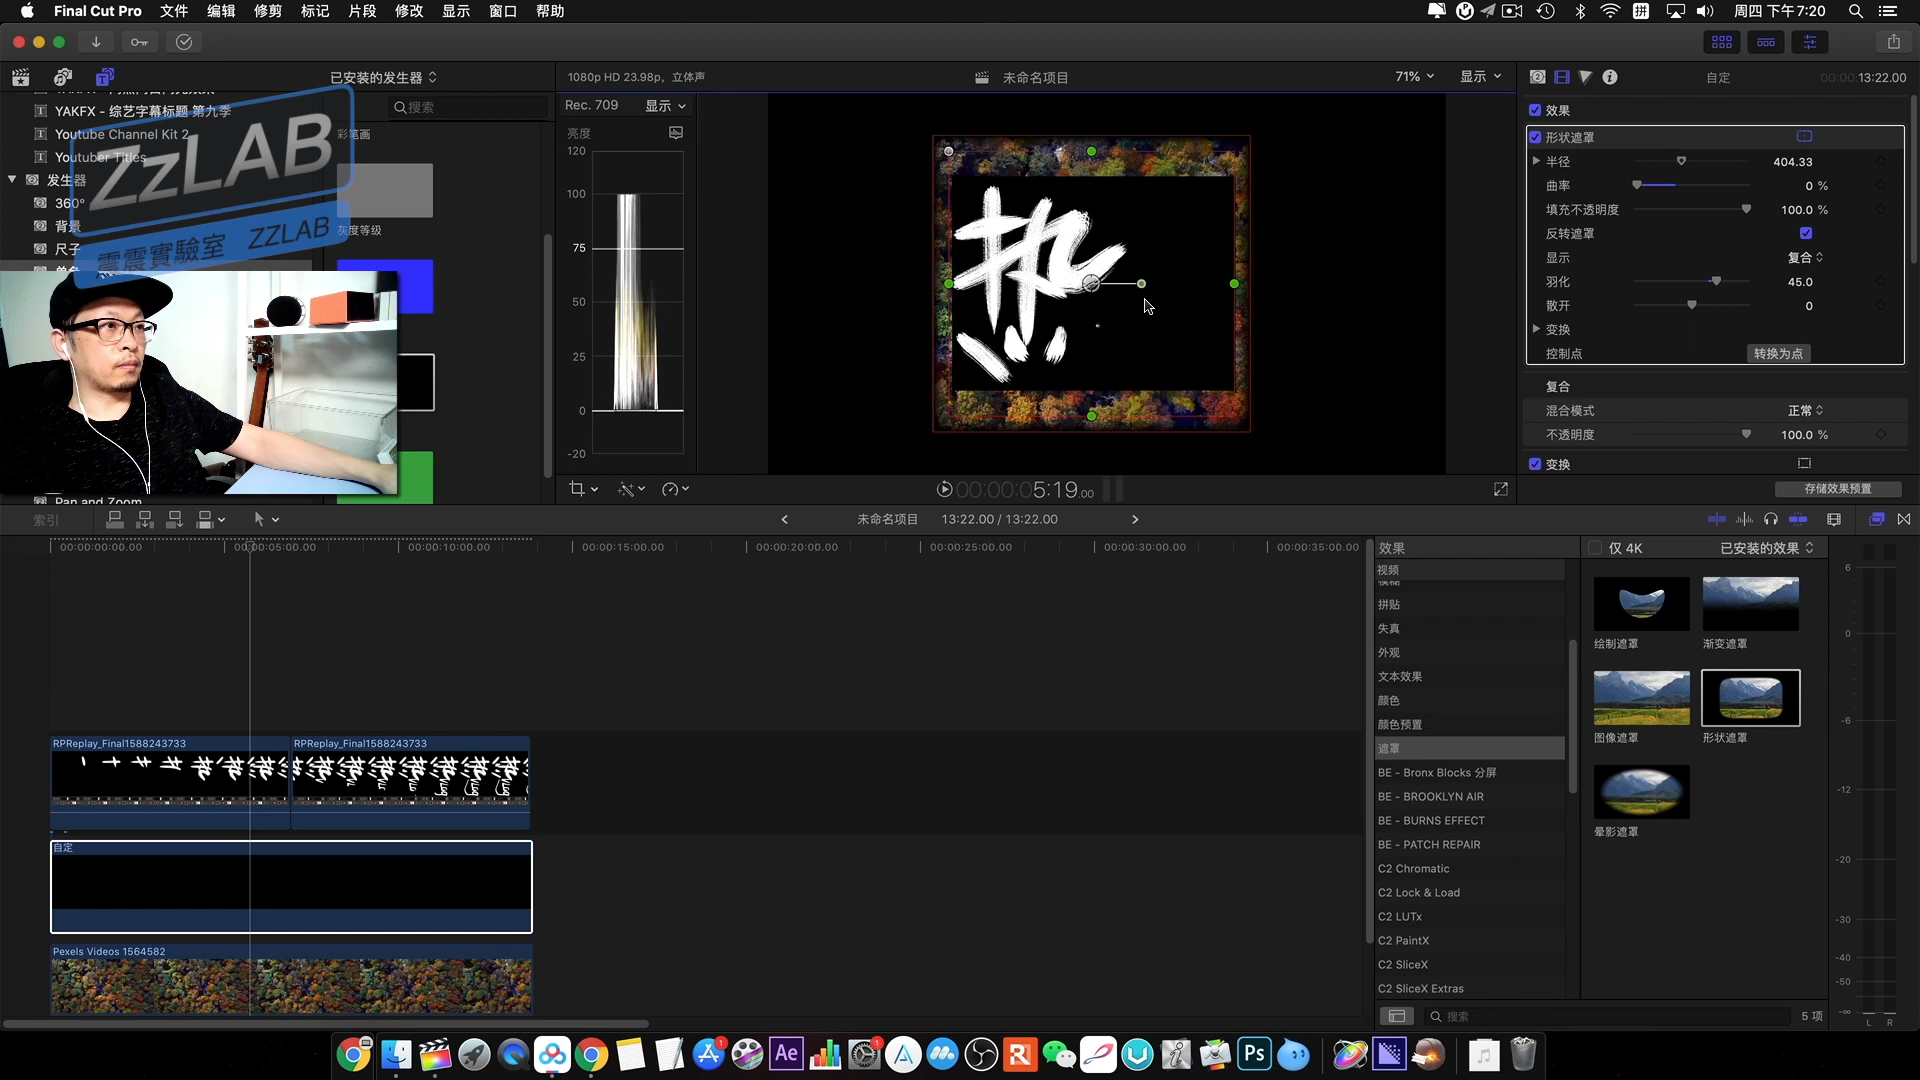 Final Cut Pro 文件 编辑 修剪 标记 片段 修改 显示 窗口 帮助
拼 周四 下午7:20
已安装的发生器
1080p HD 23.98p，立体声
未命名项目
71%
显示
自定
00:00:13:22.00
YAKFX - 综艺字幕标题 第九季
搜索
Youtube Channel Kit 2
Youtuber Titles
发生器
360°
背景
尺子
ZzLAB
震震實驗室 ZZLAB
彩笔画
灰度等级
Pan and Zoom
Rec. 709
显示
亮度
120
100
75
50
25
0
-20
效果
形状遮罩
半径 404.33
曲率 0 %
填充不透明度 100.0 %
反转遮罩
显示 复合
羽化 45.0
散开 0
变换
控制点 转换为点
复合
混合模式 正常
不透明度 100.0 %
变换
存储效果预置
00:00:05:19.00
索引
未命名项目 13:22.00 / 13:22.00
00:00:00:00.00 00:00:05:00.00 00:00:10:00.00 00:00:15:00.00 00:00:20:00.00 00:00:25:00.00 00:00:30:00.00 00:00:35:00.00
RPReplay_Final1588243733 RPReplay_Final1588243733
自定
Pexels Videos 1564582
效果
视频
模糊
拼贴
失真
外观
文本效果
颜色
颜色预置
遮罩
BE - Bronx Blocks 分屏
BE - BROOKLYN AIR
BE - BURNS EFFECT
BE - PATCH REPAIR
C2 Chromatic
C2 Lock & Load
C2 LUTx
C2 PaintX
C2 SliceX
C2 SliceX Extras
仅 4K 已安装的效果
绘制遮罩 渐变遮罩
图像遮罩 形状遮罩
晕影遮罩
搜索
5 项
6
0
-6
-12
-20
-30
-40
-50
-∞
L R
Ae
Ps